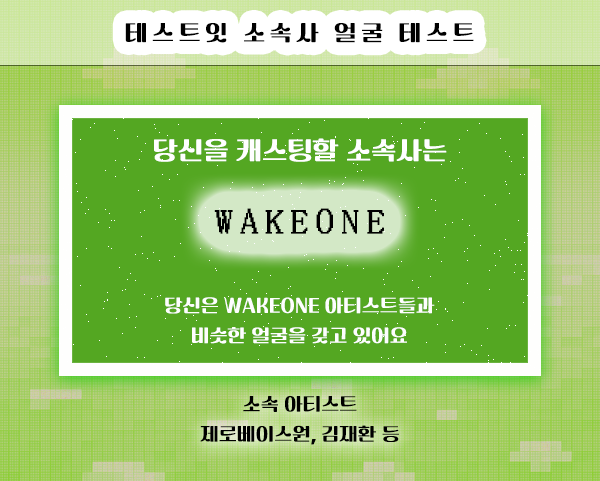 테스트잇 소속사 얼굴 테스트
당신을 캐스팅할 소속사는
WAKEONE
당신은 WAKEONE 아티스트들과
비슷한 얼굴을 갖고 있어요
소속 아티스트
제로베이스원, 김재환 등